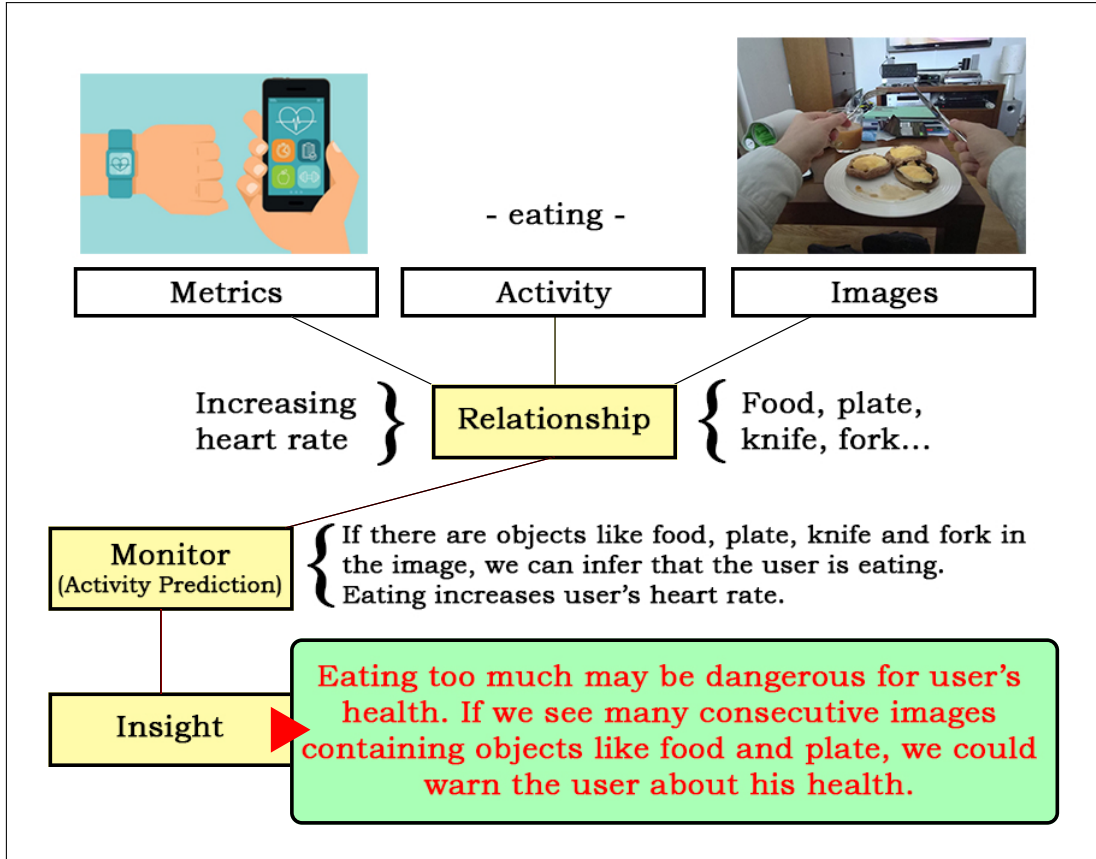 - eating -
Metrics
Activity
Images
Increasing
heart rate
Relationship
Food, plate,
knife, fork...
Monitor
(Activity Prediction)
If there are objects like food, plate, knife and fork in
the image, we can infer that the user is eating.
Eating increases user's heart rate.
Insight
Eating too much may be dangerous for user's
health. If we see many consecutive images
containing objects like food and plate, we could
warn the user about his health.